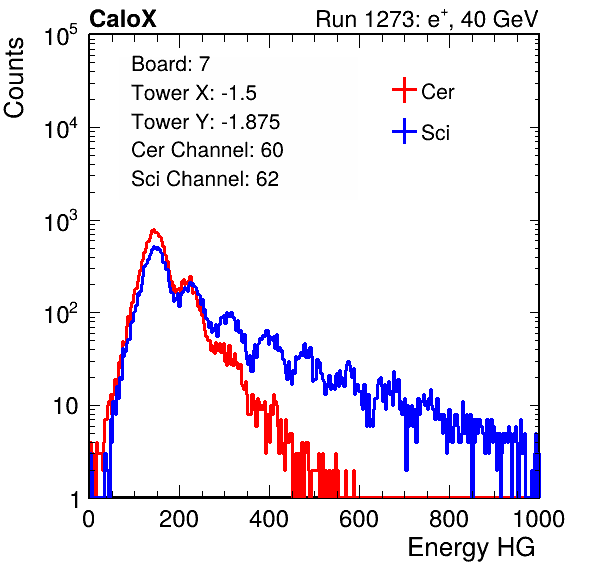 CaloX Run 1273: e⁺, 40 GeV
Counts
10⁵
10⁴
10³
10²
10
1
Board: 7
Tower X: -1.5
Tower Y: -1.875
Cer Channel: 60
Sci Channel: 62
Cer
Sci
0 200 400 600 800 1000
Energy HG